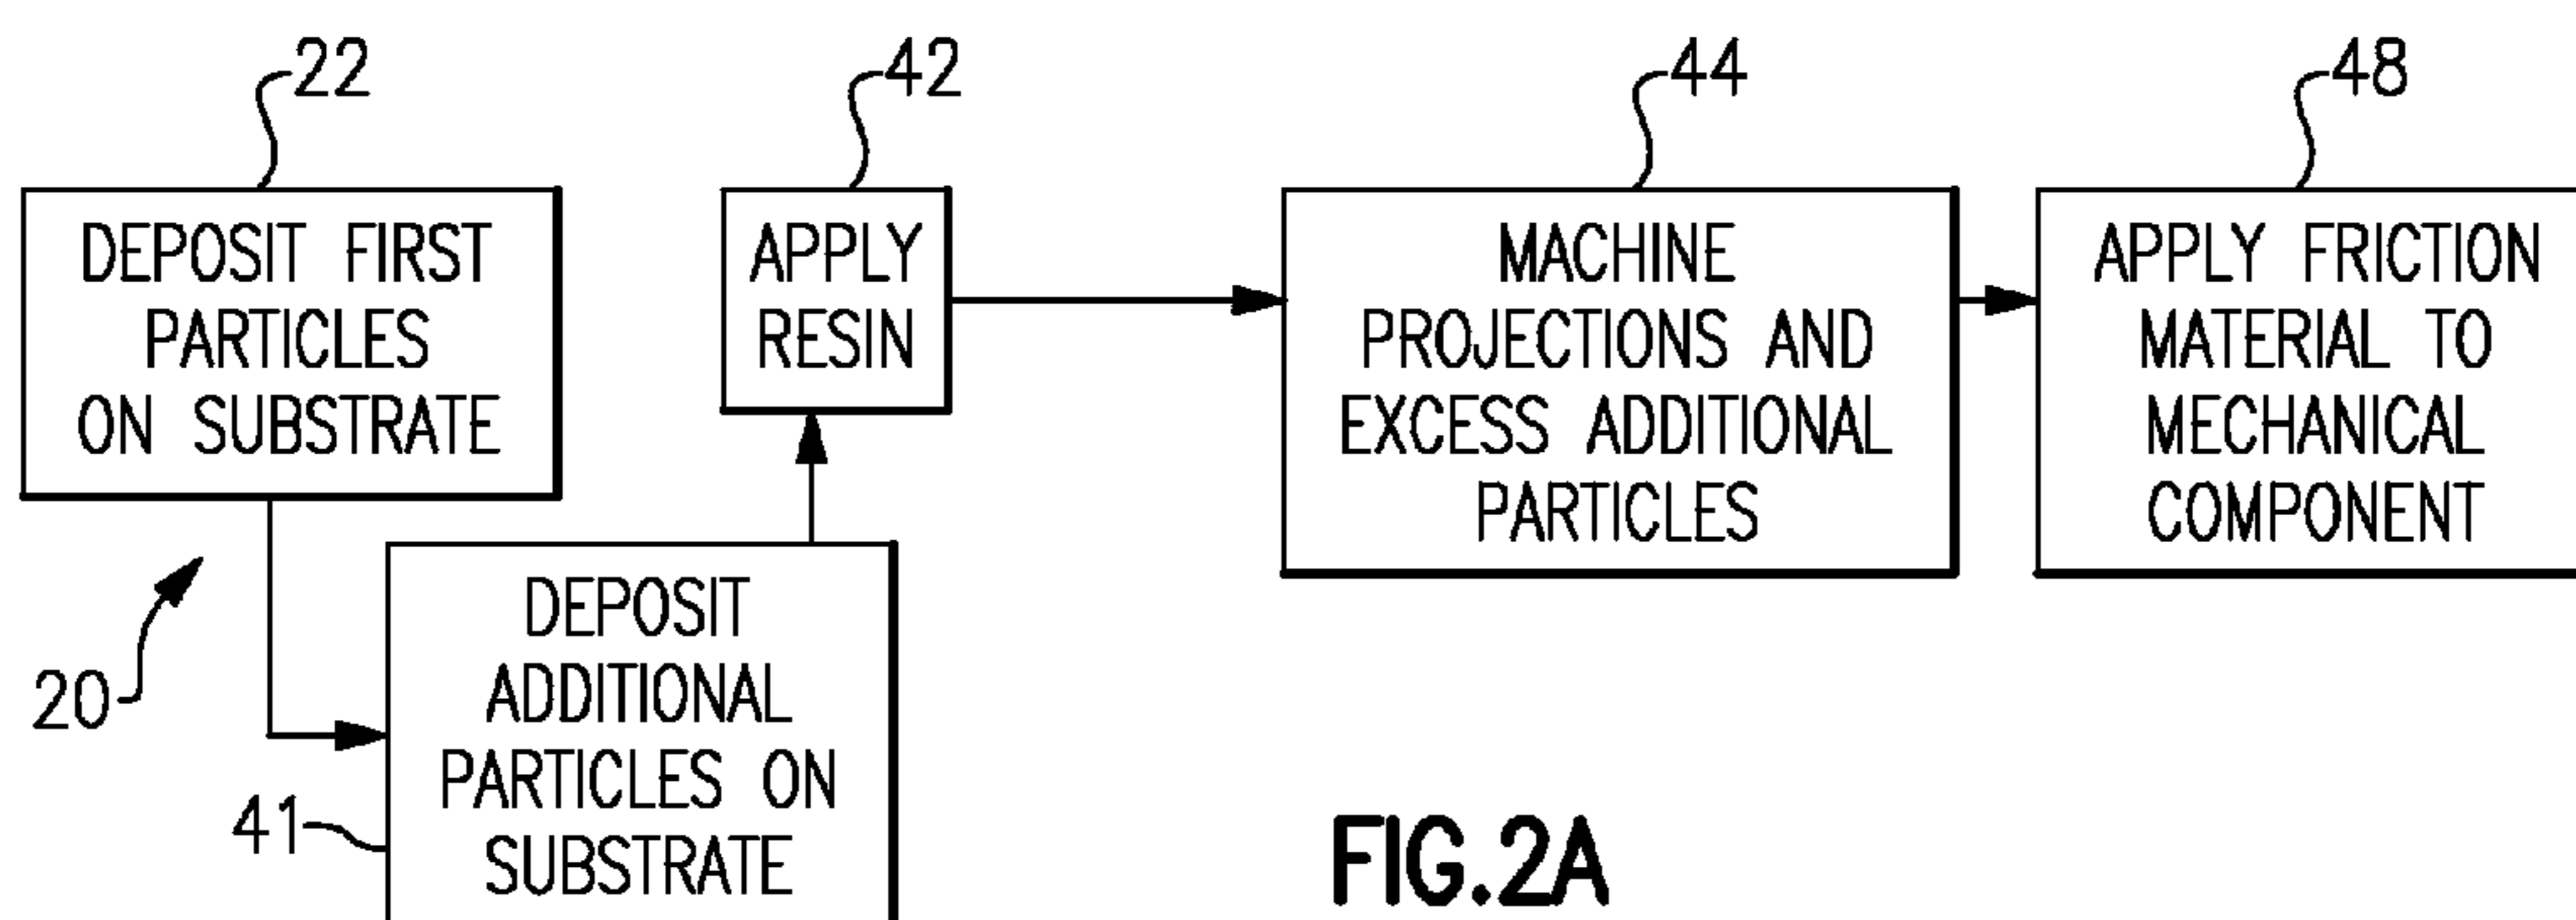 22
42
44
48
DEPOSIT FIRST
PARTICLES
ON SUBSTRATE
APPLY
RESIN
MACHINE
PROJECTIONS AND
EXCESS ADDITIONAL
PARTICLES
APPLY FRICTION
MATERIAL TO
MECHANICAL
COMPONENT
20
41
DEPOSIT
ADDITIONAL
PARTICLES ON
SUBSTRATE
FIG.2A